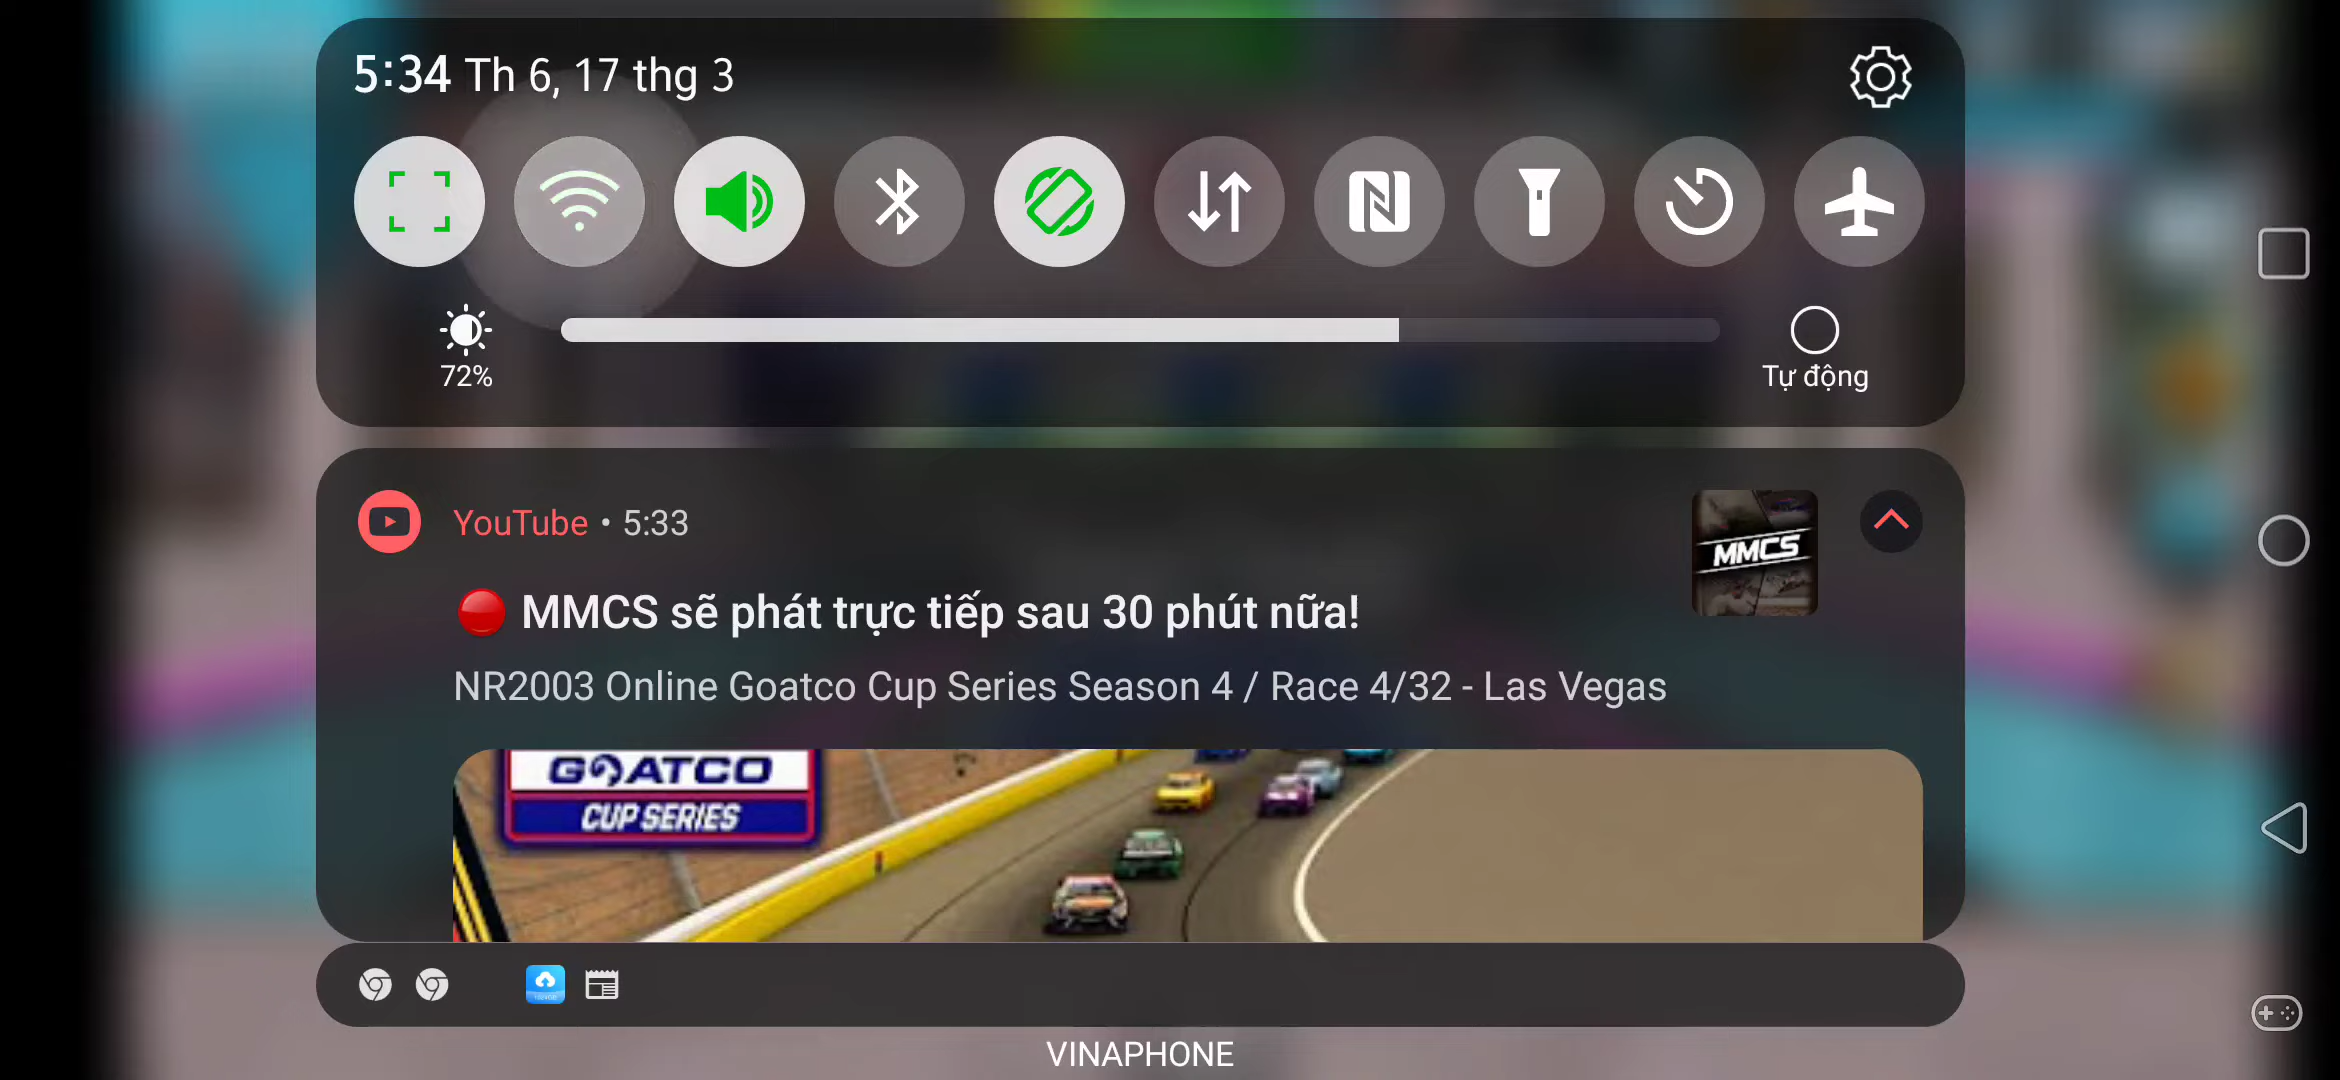 5:34 Th 6, 17 thg 3
72%
Tự động
YouTube • 5:33
MMCS
MMCS sẽ phát trực tiếp sau 30 phút nữa!
NR2003 Online Goatco Cup Series Season 4 / Race 4/32 - Las Vegas
GOATCO
CUP SERIES
VINAPHONE